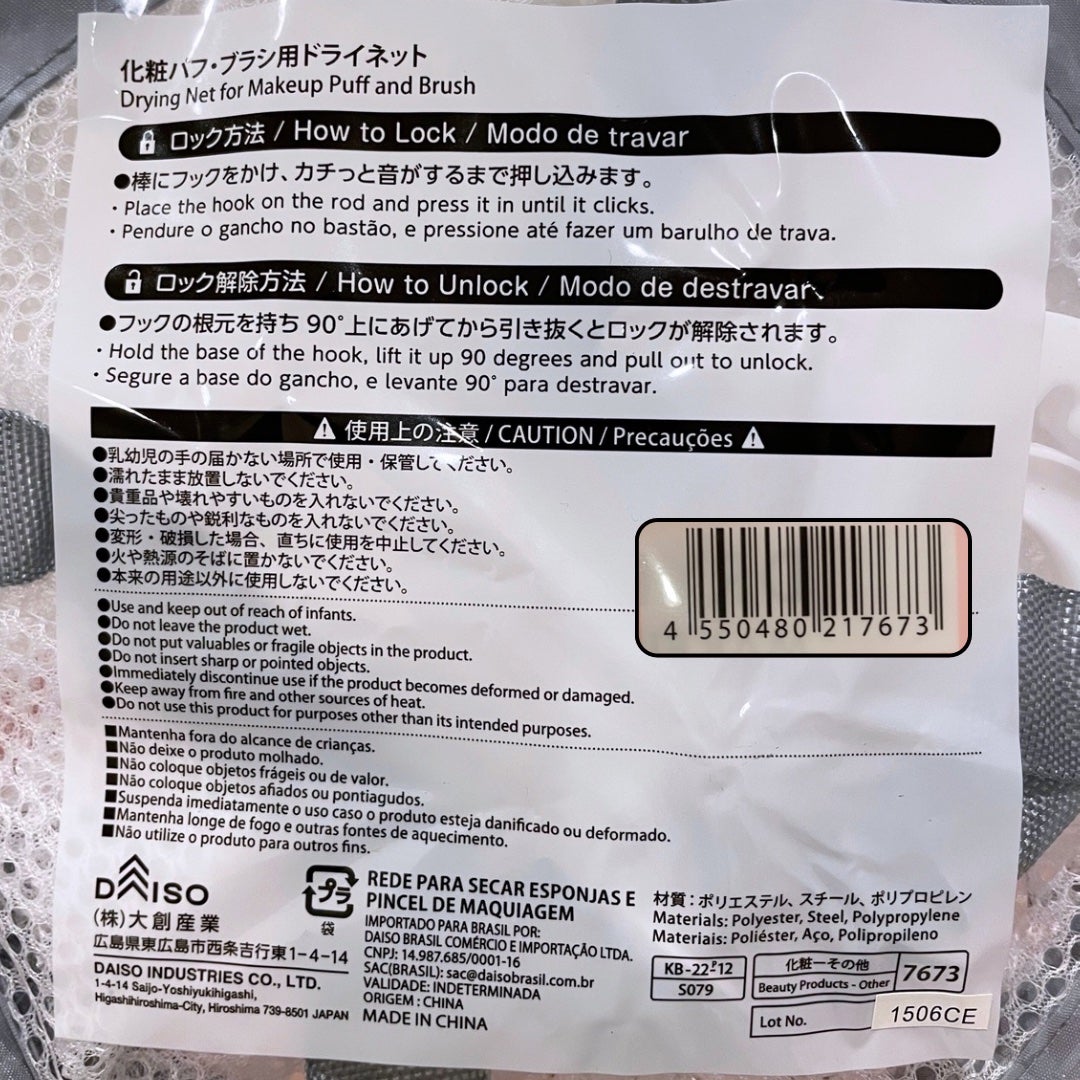 化粧パフ・ブラシ用ドライネット
Drying Net for Makeup Puff and Brush
ロック方法 / How to Lock / Modo de travar
●棒にフックをかけ、カチっと音がするまで押し込みます。
・Place the hook on the rod and press it in until it clicks.
・Pendure o gancho no bastão, e pressione até fazer um barulho de trava.
ロック解除方法 / How to Unlock / Modo de destravar
●フックの根元を持ち 90°上にあげてから引き抜くとロックが解除されます。
・Hold the base of the hook, lift it up 90 degrees and pull out to unlock.
・Segure a base do gancho, e levante 90° para destravar.
使用上の注意 / CAUTION / Precauções
●乳幼児の手の届かない場所で使用・保管してください。
●濡れたまま放置しないでください。
●貴重品や壊れやすいものを入れないでください。
●尖ったものや鋭利なものを入れないでください。
●変形・破損した場合、直ちに使用を中止してください。
●火や熱源のそばに置かないでください。
●本来の用途以外に使用しないでください。
●Use and keep out of reach of infants.
●Do not leave the product wet.
●Do not put valuables or fragile objects in the product.
●Do not insert sharp or pointed objects.
●Immediately discontinue use if the product becomes deformed or damaged.
●Keep away from fire and other sources of heat.
●Do not use this product for purposes other than its intended purposes.
4 550480 217673
■Mantenha fora do alcance de crianças.
■Não deixe o produto molhado.
■Não coloque objetos frágeis ou de valor.
■Não coloque objetos afiados ou pontiagudos.
■Suspenda imediatamente o uso caso o produto esteja danificado ou deformado.
■Mantenha longe de fogo e outras fontes de aquecimento.
■Não utilize o produto para outros fins.
DAISO
(株)大創産業
広島県東広島市西条吉行東1-4-14
DAISO INDUSTRIES CO., LTD.
1-4-14 Saijo-Yoshiyukihigashi,
Higashihiroshima-City, Hiroshima 739-8501 JAPAN
プラ
袋
REDE PARA SECAR ESPONJAS E
PINCEL DE MAQUIAGEM
IMPORTADO PARA BRASIL POR:
DAISO BRASIL COMÉRCIO E IMPORTAÇÃO LTDA.
CNPJ: 14.987.685/0001-16
SAC(BRASIL): sac@daisobrasil.com.br
VALIDADE: INDETERMINADA
ORIGEM : CHINA
MADE IN CHINA
材質：ポリエステル、スチール、ポリプロピレン
Materials: Polyester, Steel, Polypropylene
Materiais: Poliéster, Aço, Polipropileno
S079
化粧ーその他
Beauty Products - Other
7673
Lot No.
1506CE